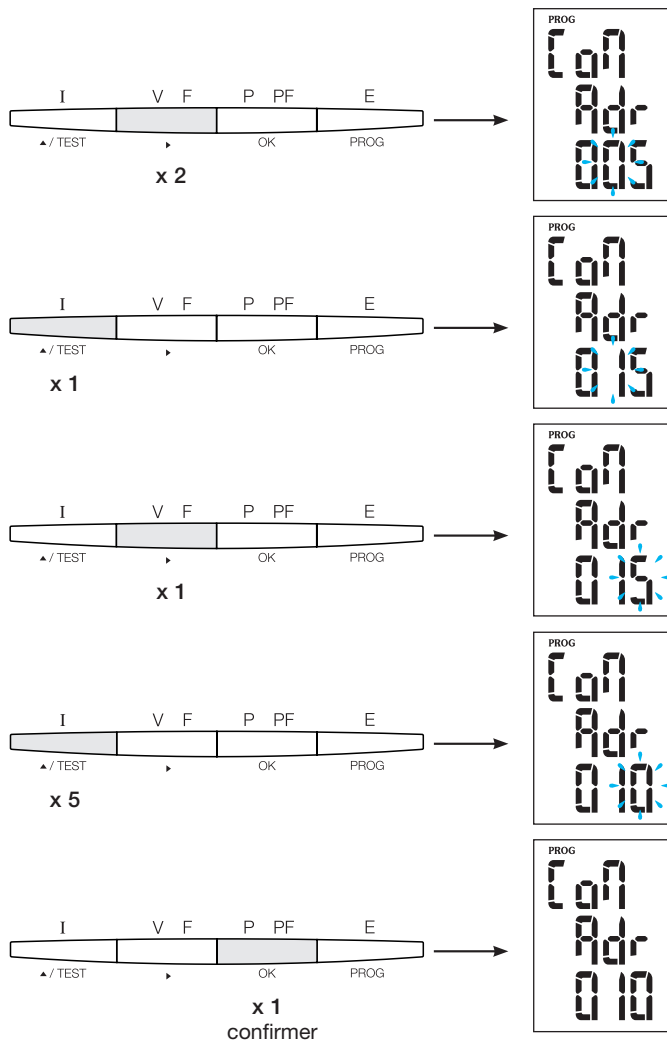 PROG
CoM
Adr
005
I V F P PF E
▲ / TEST ▸ OK PROG
x 2
PROG
CoM
Adr
015
I V F P PF E
▲ / TEST ▸ OK PROG
x 1
PROG
CoM
Adr
015
I V F P PF E
▲ / TEST ▸ OK PROG
x 1
PROG
CoM
Adr
010
I V F P PF E
▲ / TEST ▸ OK PROG
x 5
PROG
CoM
Adr
010
I V F P PF E
▲ / TEST ▸ OK PROG
x 1
confirmer